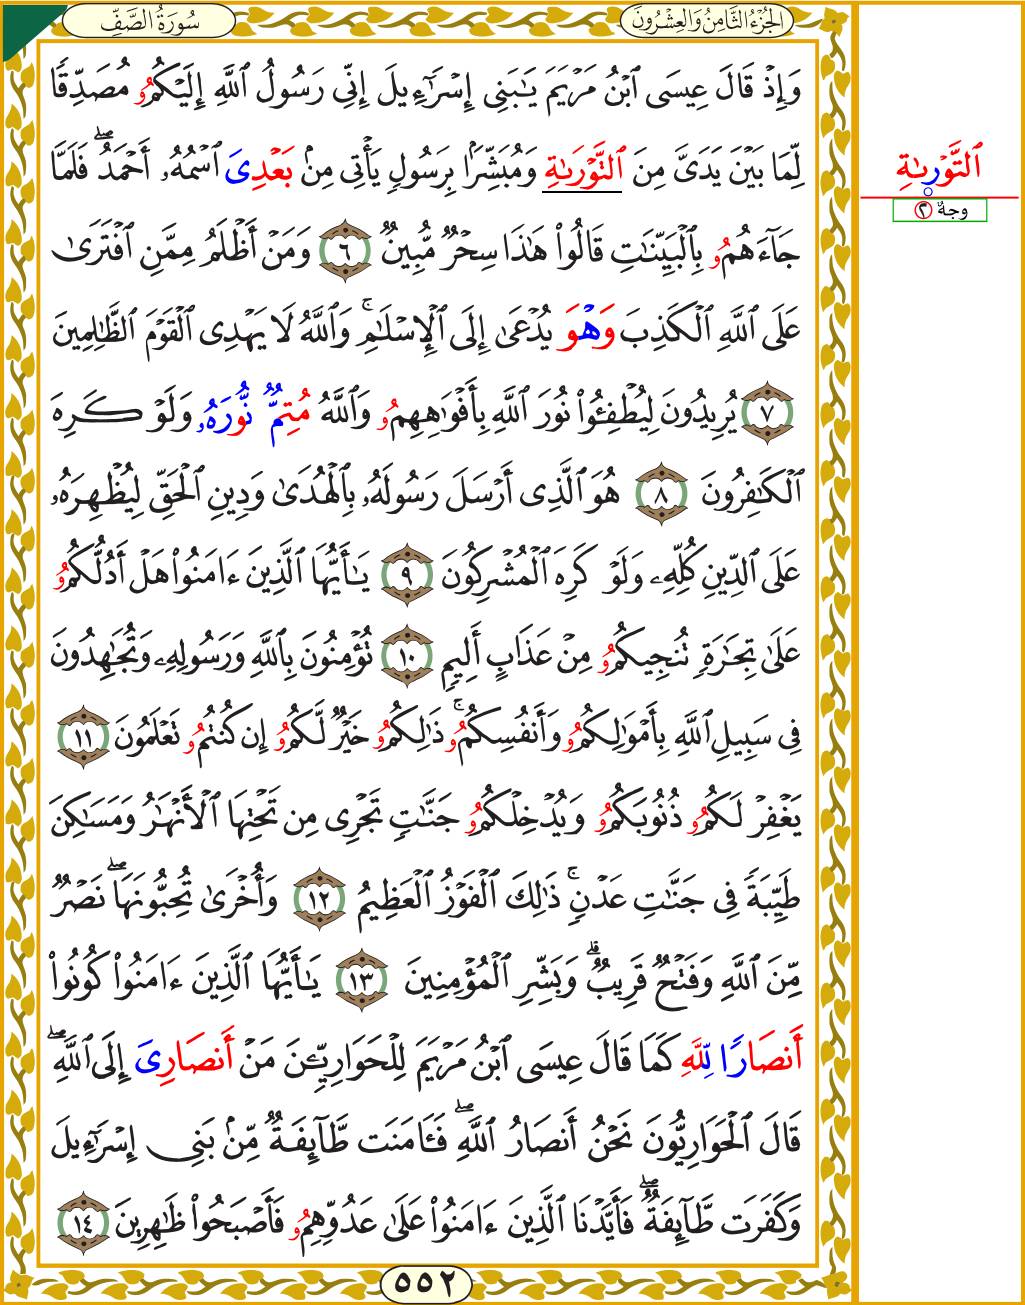 الجُزْءُ الثَّامِنُ وَالعِشْرُونَ
سُورَةُ الصَّفِّ
وَإِذْ قَالَ عِيسَى ٱبْنُ مَرْيَمَ يَـٰبَنِى إِسْرَـٰٓءِيلَ إِنِّى رَسُولُ ٱللَّهِ إِلَيْكُمُۥ مُصَدِّقًا
لِّمَا بَيْنَ يَدَىَّ مِنَ ٱلتَّوْرَىٰةِ وَمُبَشِّرًۢا بِرَسُولٍ يَأْتِى مِنۢ بَعْدِىَ ٱسْمُهُۥ أَحْمَدُ ۖ فَلَمَّا
جَآءَهُمُۥ بِٱلْبَيِّنَـٰتِ قَالُوا۟ هَـٰذَا سِحْرٌ مُّبِينٌ ٦ وَمَنْ أَظْلَمُ مِمَّنِ ٱفْتَرَىٰ
عَلَى ٱللَّهِ ٱلْكَذِبَ وَهْوَ يُدْعَىٰٓ إِلَى ٱلْإِسْلَـٰمِ ۚ وَٱللَّهُ لَا يَهْدِى ٱلْقَوْمَ ٱلظَّـٰلِمِينَ
٧ يُرِيدُونَ لِيُطْفِـُٔوا۟ نُورَ ٱللَّهِ بِأَفْوَٰهِهِمُۥ وَٱللَّهُ مُتِمٌّ نُّورَهُۥ وَلَوْ كَرِهَ
ٱلْكَـٰفِرُونَ ٨ هُوَ ٱلَّذِى أَرْسَلَ رَسُولَهُۥ بِٱلْهُدَىٰ وَدِينِ ٱلْحَقِّ لِيُظْهِرَهُۥ
عَلَى ٱلدِّينِ كُلِّهِۦ وَلَوْ كَرِهَ ٱلْمُشْرِكُونَ ٩ يَـٰٓأَيُّهَا ٱلَّذِينَ ءَامَنُوا۟ هَلْ أَدُلُّكُمُۥ
عَلَىٰ تِجَـٰرَةٍ تُنجِيكُمُۥ مِنْ عَذَابٍ أَلِيمٍ ١٠ تُؤْمِنُونَ بِٱللَّهِ وَرَسُولِهِۦ وَتُجَـٰهِدُونَ
فِى سَبِيلِ ٱللَّهِ بِأَمْوَٰلِكُمُۥ وَأَنفُسِكُمُۥ ۚ ذَٰلِكُمُۥ خَيْرٌ لَّكُمُۥ إِن كُنتُمُۥ تَعْلَمُونَ ١١
يَغْفِرْ لَكُمُۥ ذُنُوبَكُمُۥ وَيُدْخِلْكُمُۥ جَنَّـٰتٍ تَجْرِى مِن تَحْتِهَا ٱلْأَنْهَـٰرُ وَمَسَـٰكِنَ
طَيِّبَةً فِى جَنَّـٰتِ عَدْنٍ ۚ ذَٰلِكَ ٱلْفَوْزُ ٱلْعَظِيمُ ١٢ وَأُخْرَىٰ تُحِبُّونَهَا ۖ نَصْرٌ
مِّنَ ٱللَّهِ وَفَتْحٌ قَرِيبٌ ۗ وَبَشِّرِ ٱلْمُؤْمِنِينَ ١٣ يَـٰٓأَيُّهَا ٱلَّذِينَ ءَامَنُوا۟ كُونُوٓا۟
أَنصَارًا لِّلَّهِ كَمَا قَالَ عِيسَى ٱبْنُ مَرْيَمَ لِلْحَوَارِيِّـۧنَ مَنْ أَنصَارِىَ إِلَى ٱللَّهِ ۖ
قَالَ ٱلْحَوَارِيُّونَ نَحْنُ أَنصَارُ ٱللَّهِ ۖ فَـَٔامَنَت طَّآئِفَةٌ مِّنۢ بَنِى إِسْرَـٰٓءِيلَ
وَكَفَرَت طَّآئِفَةٌ ۖ فَأَيَّدْنَا ٱلَّذِينَ ءَامَنُوا۟ عَلَىٰ عَدُوِّهِمُۥ فَأَصْبَحُوا۟ ظَـٰهِرِينَ ١٤
٥٥٢
ٱلتَّوْرَىٰةِ
وجهٌ ٢